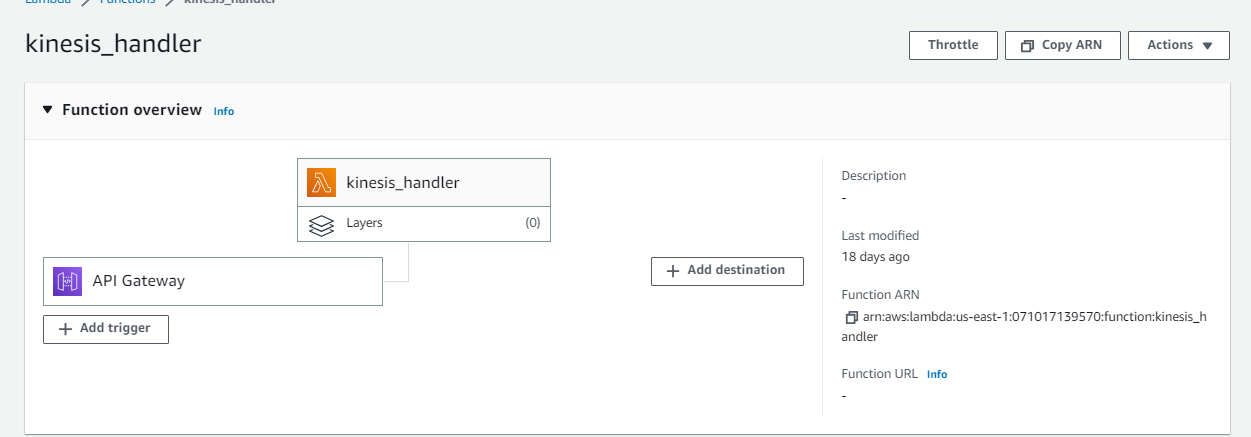 Lambda Functions kinesis_handler
kinesis_handler
Throttle
Copy ARN
Actions
Function overview Info
kinesis_handler
Layers (0)
API Gateway
Add trigger
Add destination
Description
-
Last modified
18 days ago
Function ARN
arn:aws:lambda:us-east-1:071017139570:function:kinesis_h
andler
Function URL Info
-